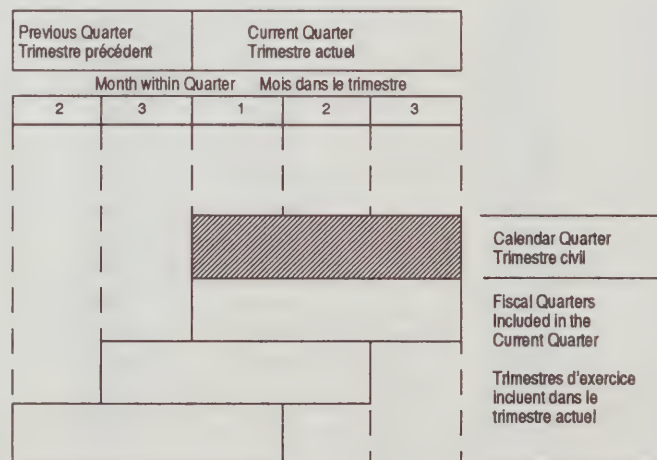 Previous Quarter
Trimestre précédent
Current Quarter
Trimestre actuel
Month within Quarter Mois dans le trimestre
2 3 1 2 3
Calendar Quarter
Trimestre civil
Fiscal Quarters
Included in the
Current Quarter
Trimestres d'exercice
incluent dans le
trimestre actuel